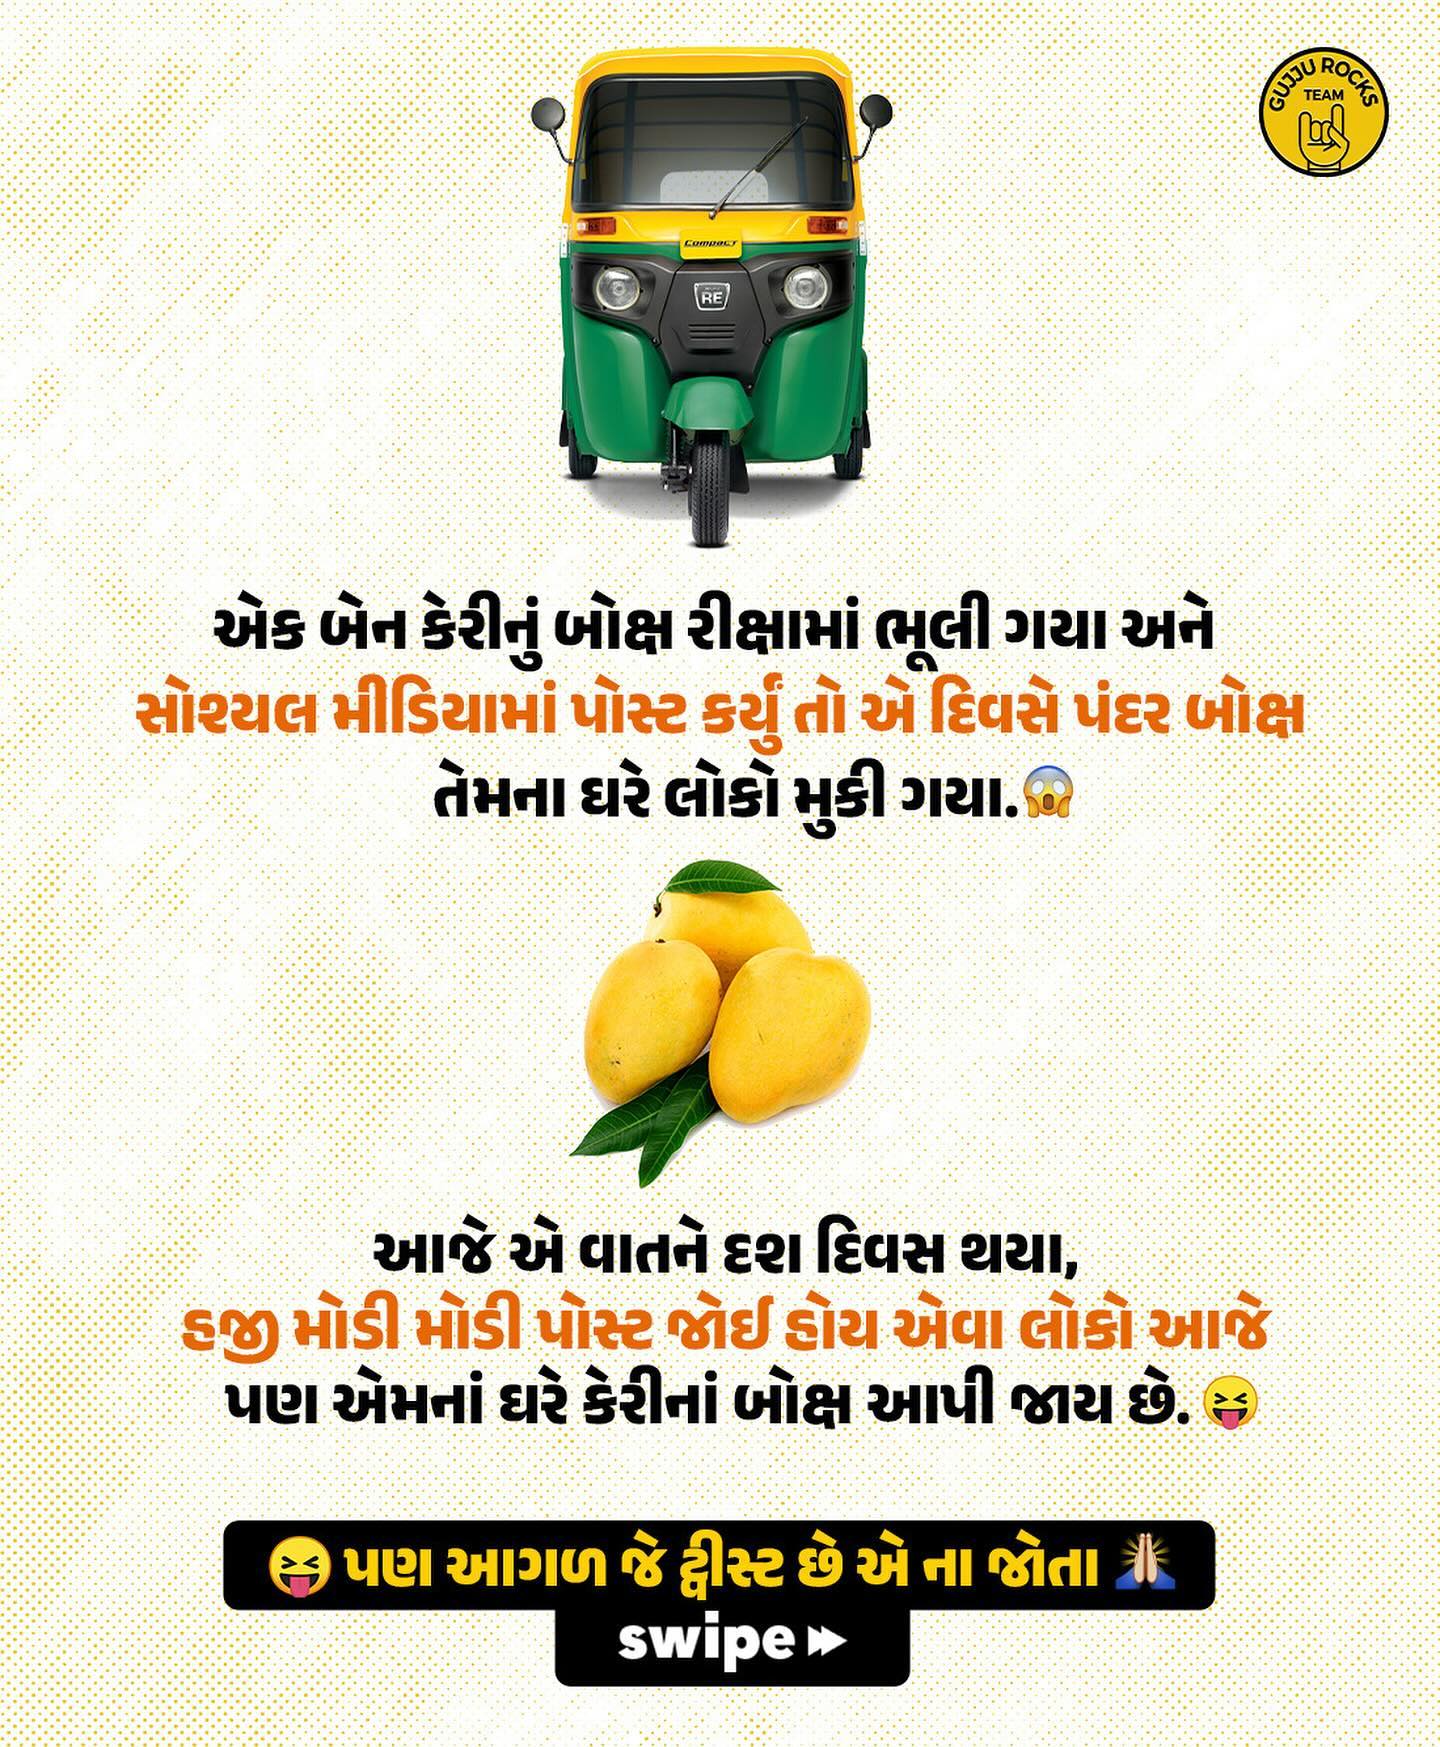 GUJJU ROCKS
TEAM
Compact
RE
એક બેન કેરીનું બોક્ષ રીક્ષામાં ભૂલી ગયા અને
સોશ્યલ મીડિયામાં પોસ્ટ કર્યું તો એ દિવસે પંદર બોક્ષ
તેમના ઘરે લોકો મુકી ગયા.😱
આજે એ વાતને દશ દિવસ થયા,
હજી મોડી મોડી પોસ્ટ જોઈ હોય એવા લોકો આજે
પણ એમનાં ઘરે કેરીનાં બોક્ષ આપી જાય છે. 😝
😝 પણ આગળ જે ટ્વીસ્ટ છે એ ના જોતા 🙏
swipe